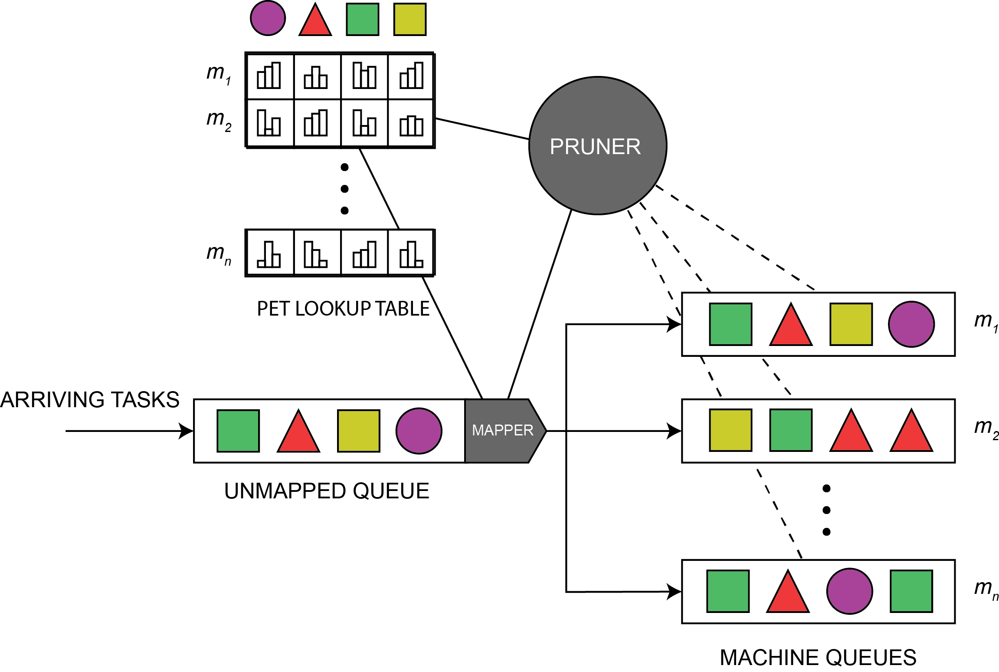 m1
m2
PRUNER
mn
PET LOOKUP TABLE
m1
ARRIVING TASKS
MAPPER
m2
UNMAPPED QUEUE
mn
MACHINE QUEUES